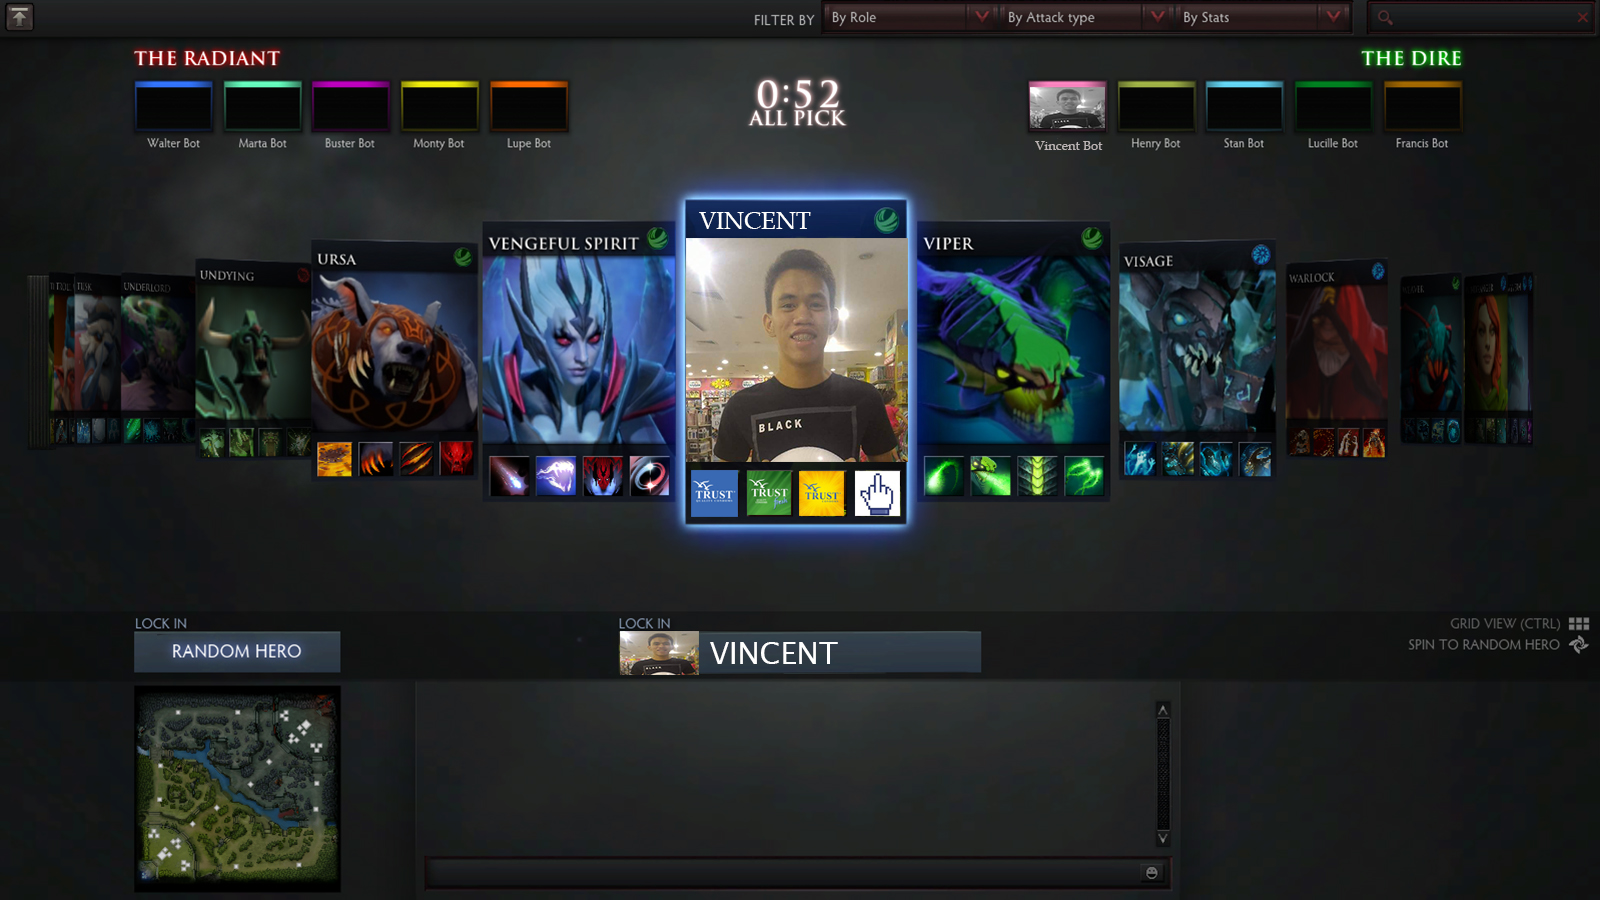 FILTER BY
By Role
By Attack type
By Stats
THE RADIANT
THE DIRE
0:52
ALL PICK
Walter Bot
Marta Bot
Buster Bot
Monty Bot
Lupe Bot
Vincent Bot
Henry Bot
Stan Bot
Lucille Bot
Francis Bot
TUSK
UNDERLORD
UNDYING
URSA
VENGEFUL SPIRIT
VINCENT
VIPER
VISAGE
WARLOCK
BLACK
TRUST
TRUST
TRUST
LOCK IN
RANDOM HERO
LOCK IN
VINCENT
BLACK
GRID VIEW (CTRL)
SPIN TO RANDOM HERO